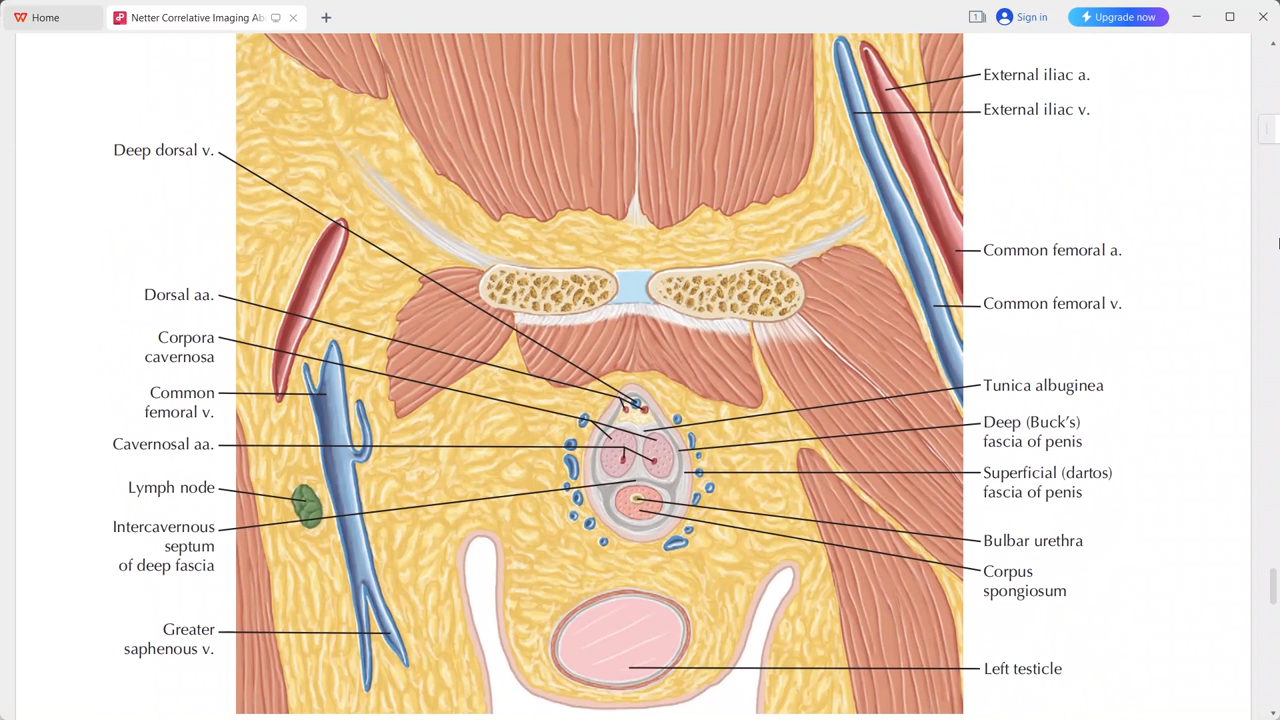 Home
Netter Correlative Imaging Ab
1
Sign in
Upgrade now
External iliac a.
External iliac v.
Deep dorsal v.
Common femoral a.
Dorsal aa.
Common femoral v.
Corpora
cavernosa
Tunica albuginea
Common
femoral v.
Deep (Buck's)
fascia of penis
Cavernosal aa.
Superficial (dartos)
fascia of penis
Lymph node
Intercavernous
septum
of deep fascia
Bulbar urethra
Corpus
spongiosum
Greater
saphenous v.
Left testicle